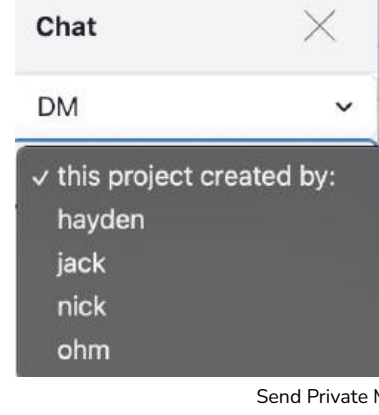 Chat
DM
✓ this project created by:
hayden
jack
nick
ohm
Send Private